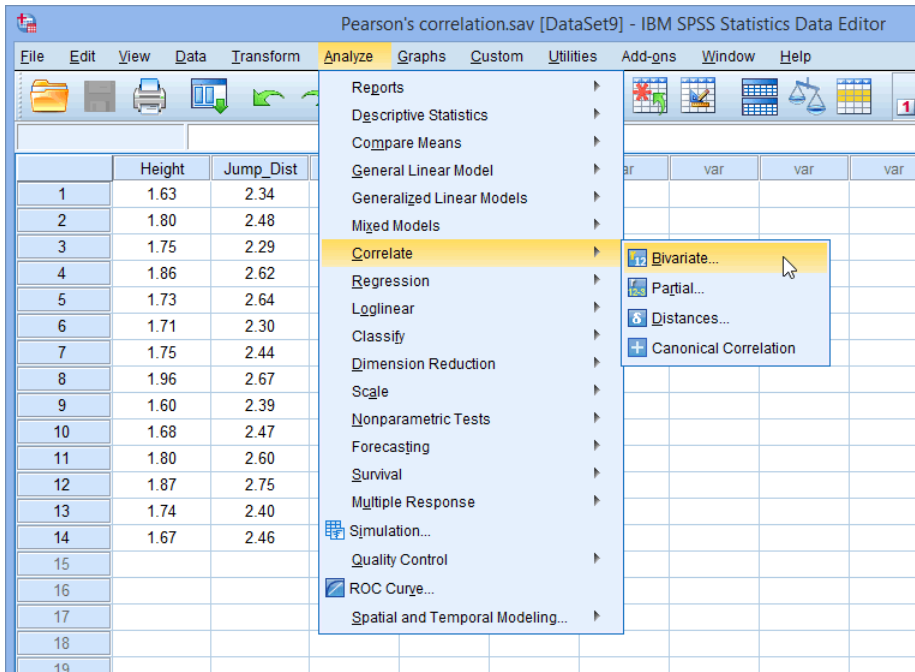 Pearson's correlation.sav [DataSet9] - IBM SPSS Statistics Data Editor
File Edit View Data Transform Analyze Graphs Custom Utilities Add-ons Window Help
Reports
Descriptive Statistics
Compare Means
General Linear Model
Generalized Linear Models
Mixed Models
Correlate
Regression
Loglinear
Classify
Dimension Reduction
Scale
Nonparametric Tests
Forecasting
Survival
Multiple Response
Simulation...
Quality Control
ROC Curve...
Spatial and Temporal Modeling...
Bivariate...
Partial...
Distances...
Canonical Correlation
1
Height Jump_Dist var var var var
1 1.63 2.34
2 1.80 2.48
3 1.75 2.29
4 1.86 2.62
5 1.73 2.64
6 1.71 2.30
7 1.75 2.44
8 1.96 2.67
9 1.60 2.39
10 1.68 2.47
11 1.80 2.60
12 1.87 2.75
13 1.74 2.40
14 1.67 2.46
15
16
17
18
19